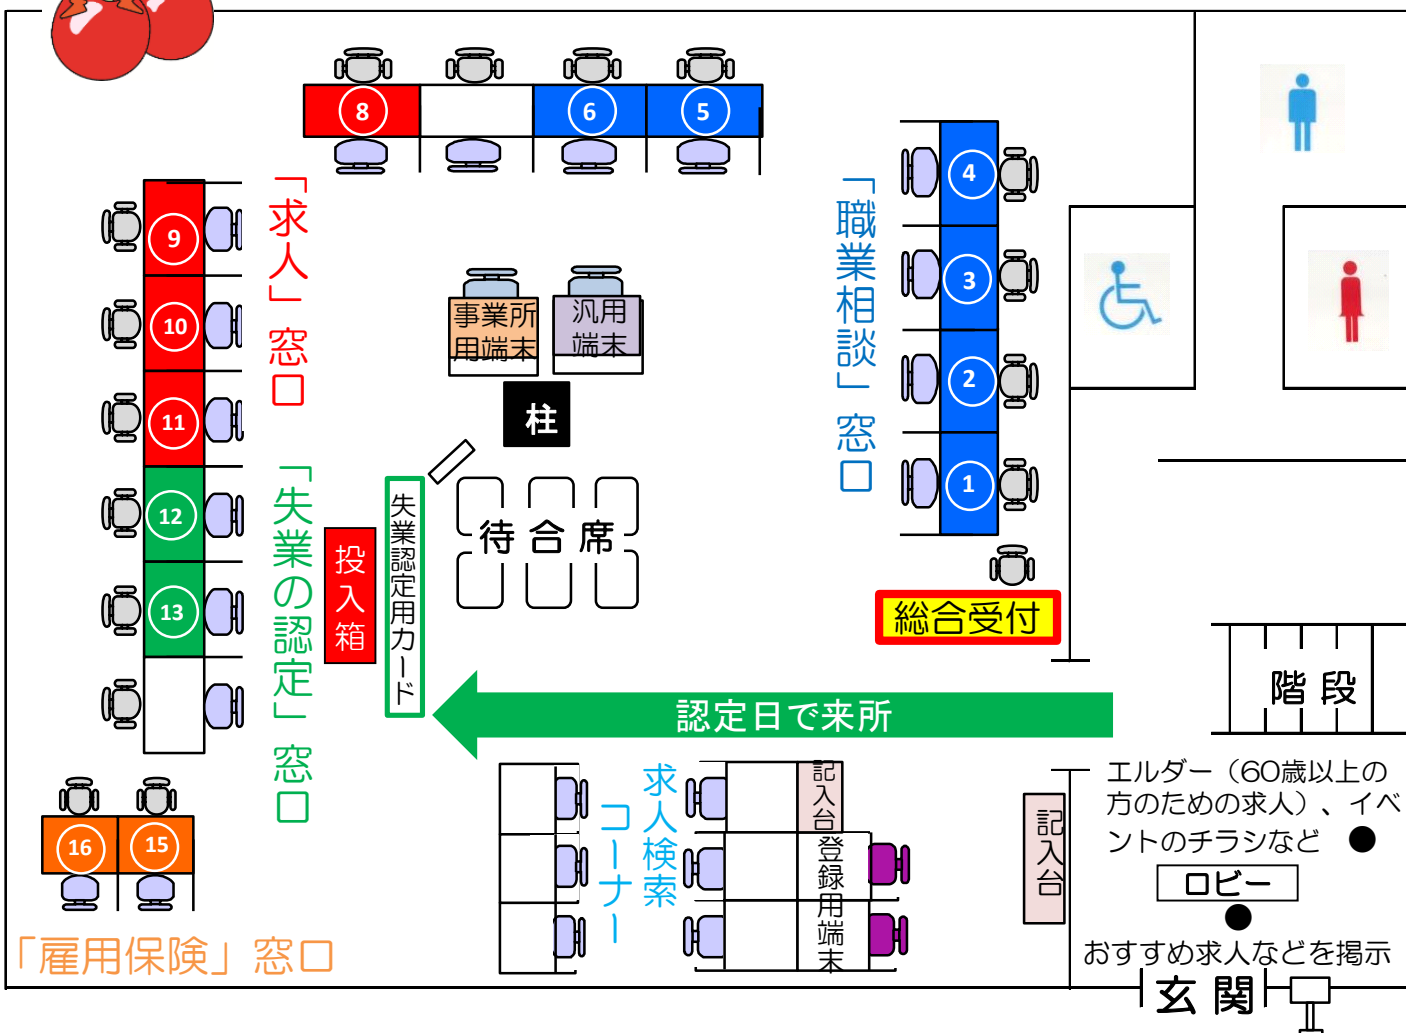 8
6
5
4
3
2
1
「職業相談」窓口
9
10
11
「求人」窓口
12
13
「失業の認定」窓口
事業所
用端末
汎用
端末
柱
待合席
失業認定用カード
投入箱
総合受付
認定日で来所
階段
16
15
「雇用保険」窓口
求人検索
コーナー
記入台
登録用端末
記入台
エルダー（60歳以上の
方のための求人）、イベ
ントのチラシなど ●
ロビー
●
おすすめ求人などを掲示
玄関